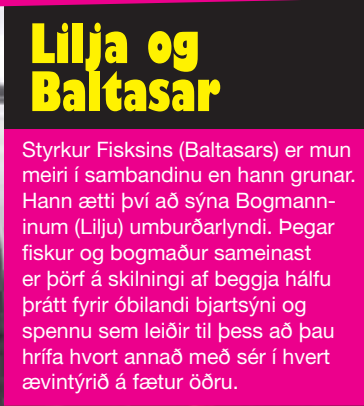 Lilja og
Baltasar
Styrkur Fisksins (Baltasars) er mun
meiri í sambandinu en hann grunar.
Hann ætti því að sýna Bogmann-
inum (Lilju) umburðarlyndi. Þegar
fiskur og bogmaður sameinast
er þörf á skilningi af beggja hálfu
þrátt fyrir óbilandi bjartsýni og
spennu sem leiðir til þess að þau
hrífa hvort annað með sér í hvert
ævintýrið á fætur öðru.